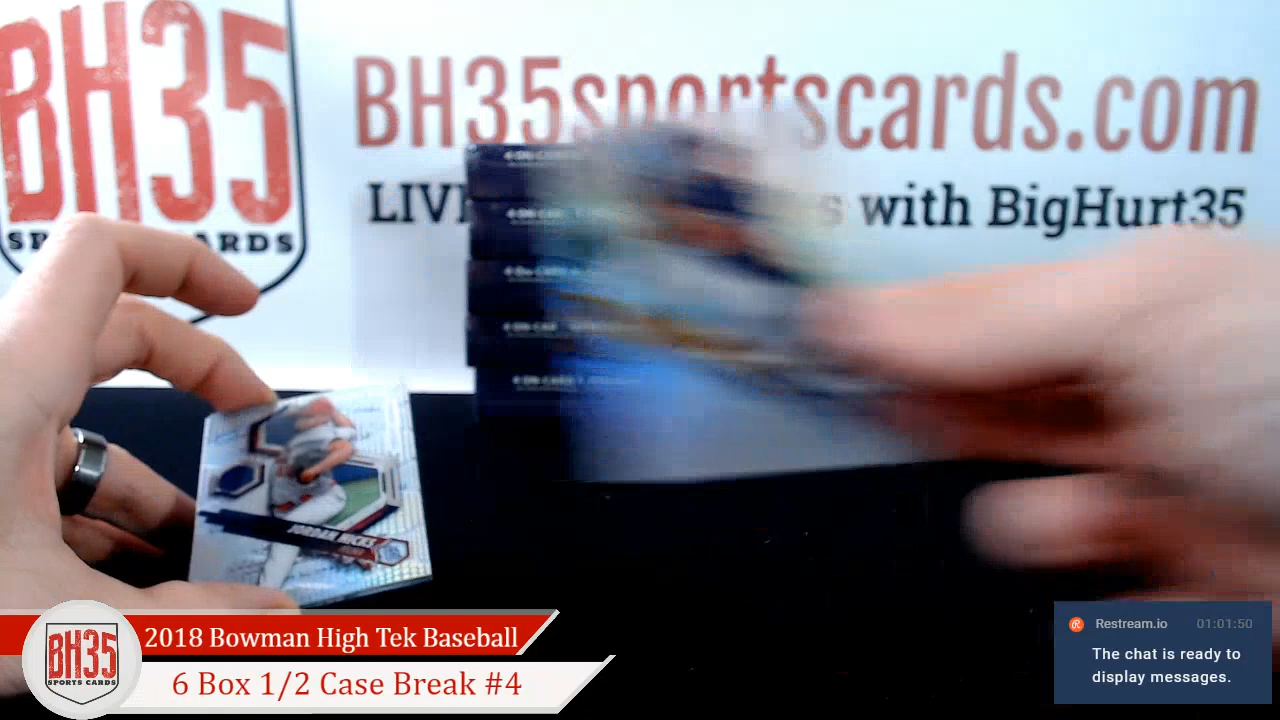 BH35
SPORTS CARDS
BH35sportscards.com
LIV
s with BigHurt35
JORDAN HICKS
2018 Bowman High Tek Baseball
6 Box 1/2 Case Break #4
BH35
SPORTS CARDS
Restream.io 01:01:50
The chat is ready to
display messages.